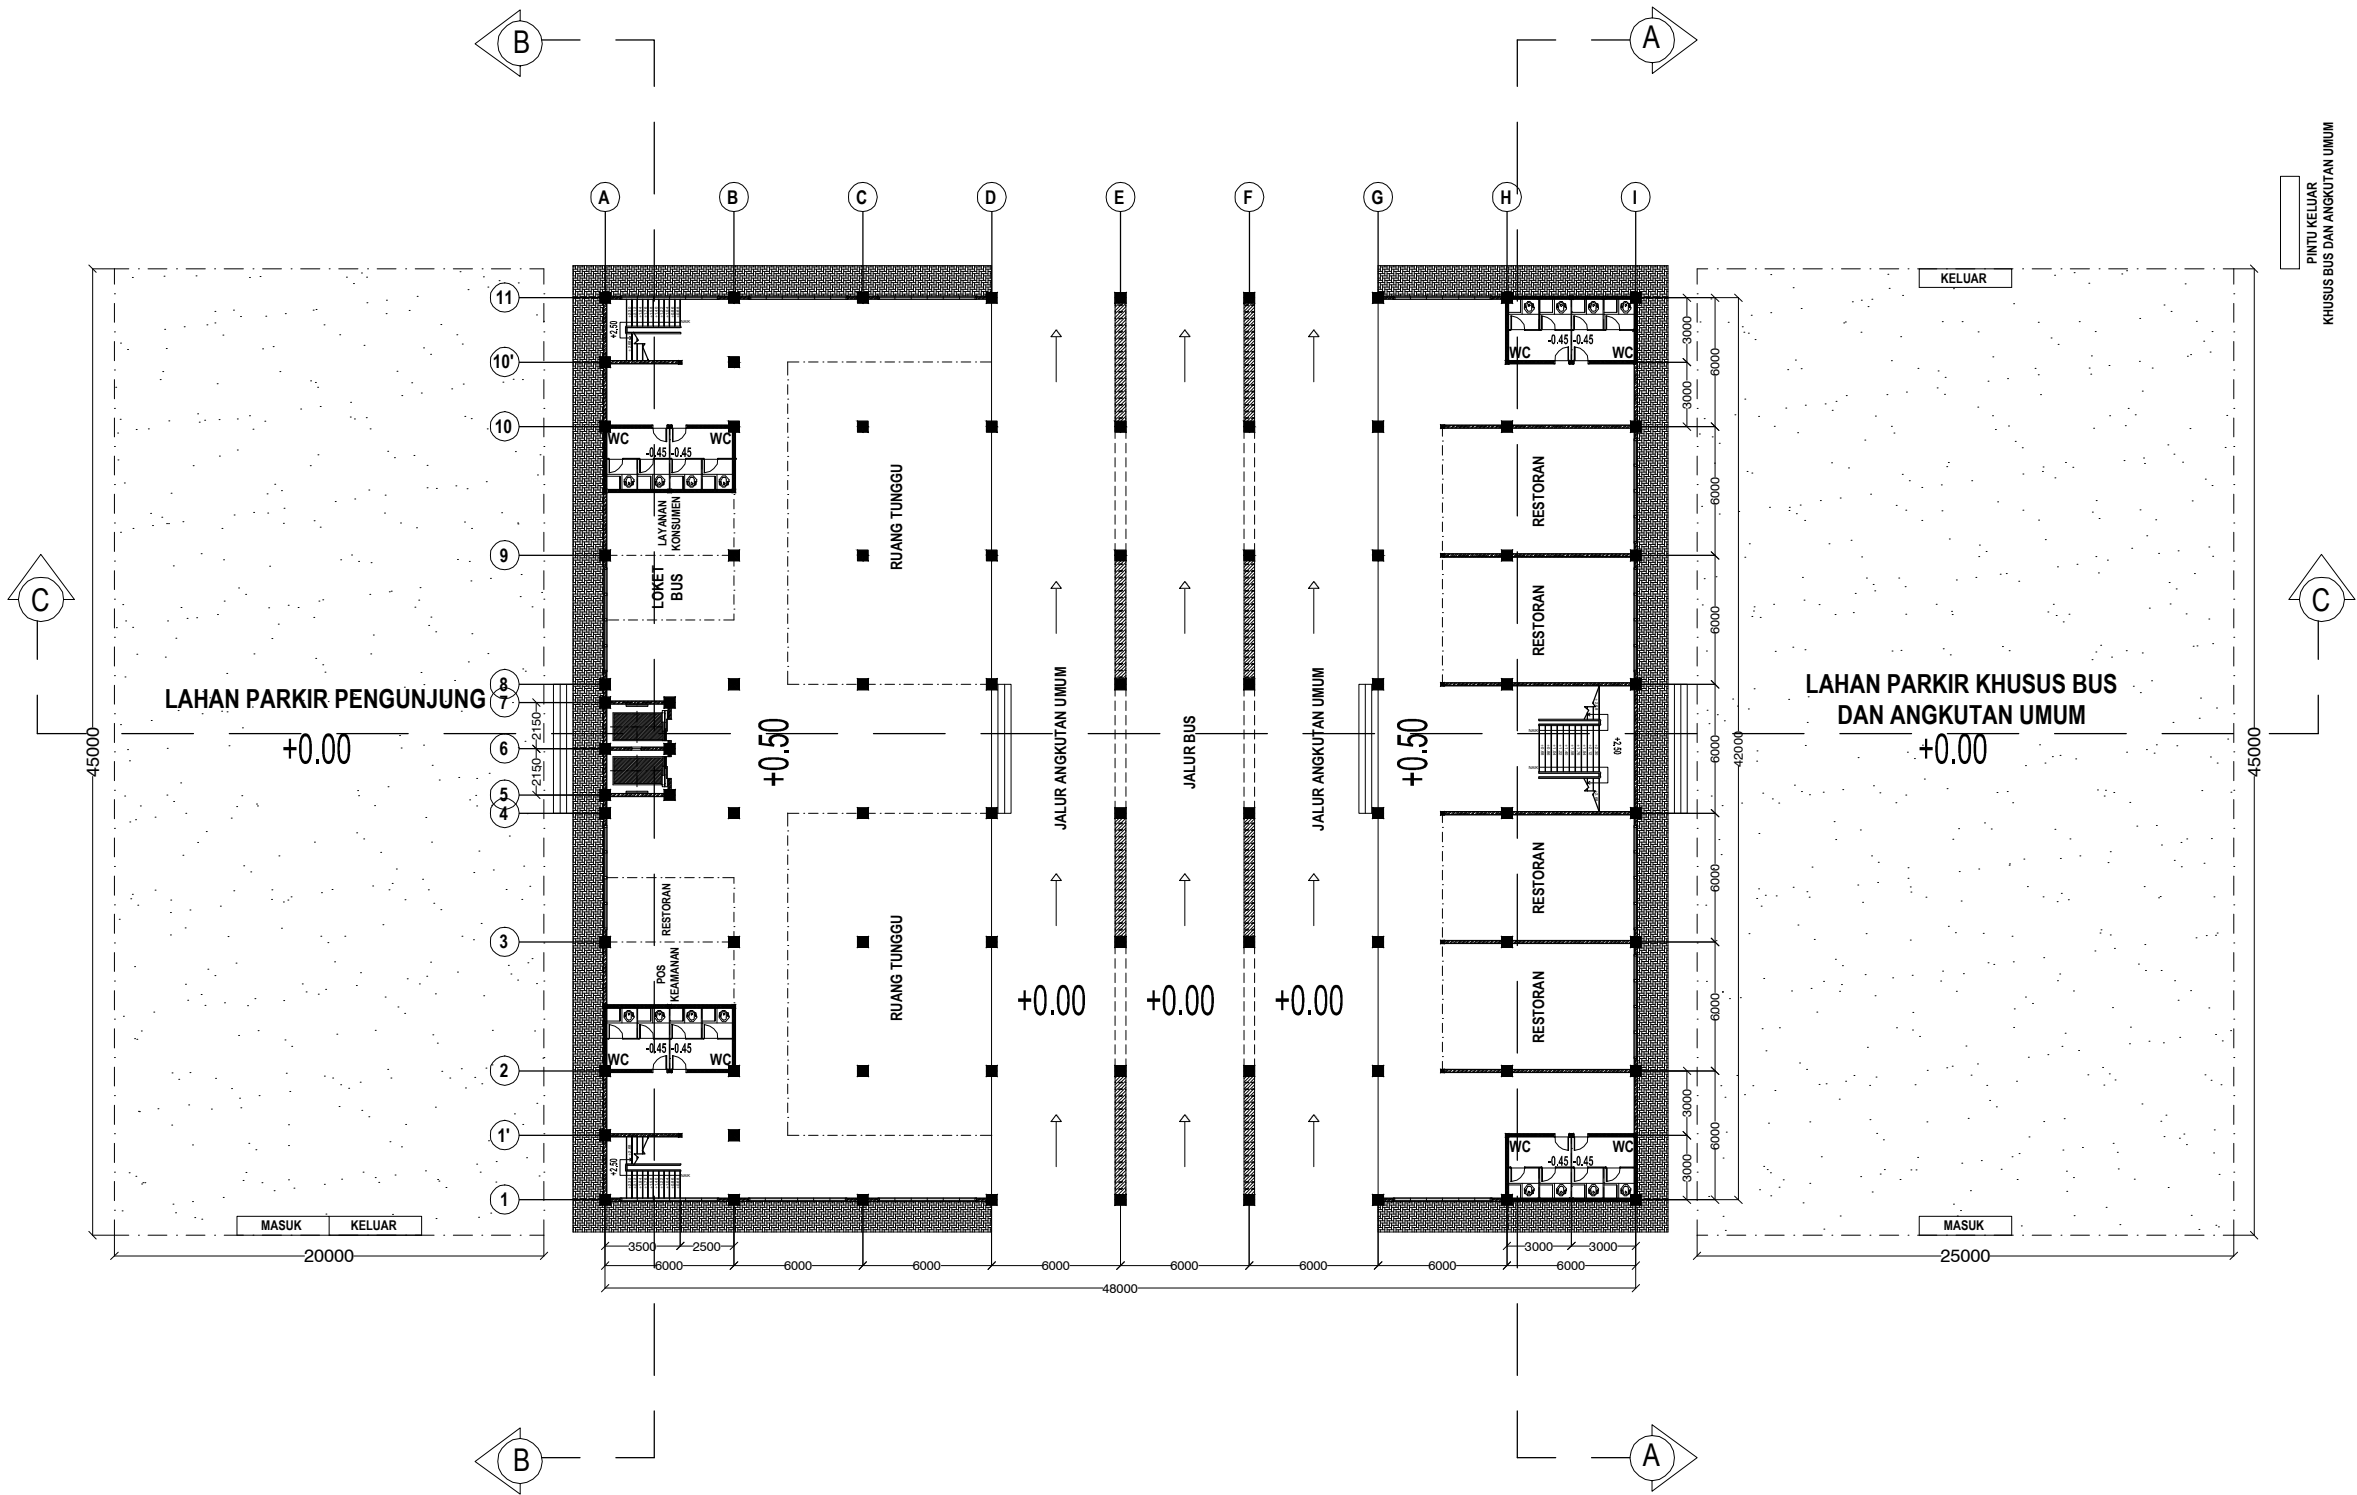 B
A
PINTU KELUAR
KHUSUS BUS DAN ANGKUTAN UMUM
A
B
C
D
E
F
G
H
I
KELUAR
11
10'
10
9
8
7
6
5
4
3
2
1'
1
+2,50
WC
WC
-0.45
-0.45
LAYANAN
KONSUMEN
LOKET
BUS
RUANG TUNGGU
2150
2150
+0.50
RESTORAN
POS
KEAMANAN
RUANG TUNGGU
WC
WC
-0.45
-0.45
+2,50
JALUR ANGKUTAN UMUM
JALUR BUS
JALUR ANGKUTAN UMUM
+0.00
+0.00
+0.00
+0.50
WC
WC
-0.45
-0.45
RESTORAN
RESTORAN
+2,50
RESTORAN
RESTORAN
WC
WC
-0.45
-0.45
3000
3000
6000
6000
6000
6000
6000
6000
6000
3000
3000
42000
C
C
LAHAN PARKIR PENGUNJUNG
+0.00
45000
LAHAN PARKIR KHUSUS BUS
DAN ANGKUTAN UMUM
+0.00
45000
MASUK
KELUAR
MASUK
20000
25000
3500
2500
3000
3000
6000
6000
6000
6000
6000
6000
6000
6000
48000
B
A